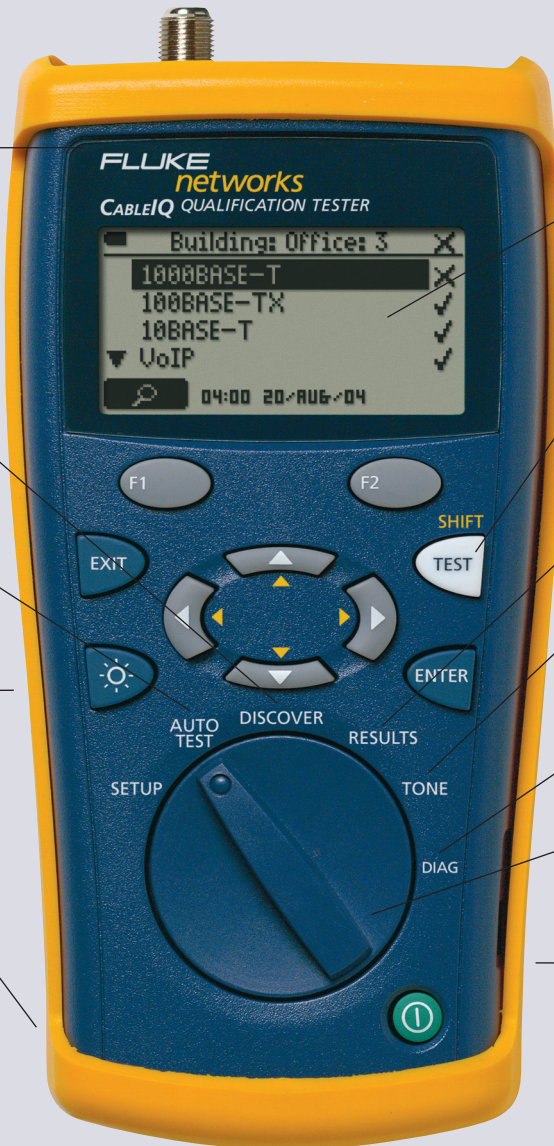 FLUKE
networks
CABLEIQ QUALIFICATION TESTER
Building: Office: 3
1000BASE-T
100BASE-TX
10BASE-T
VoIP
04:00 20/AUG/04
F1
F2
SHIFT
EXIT
TEST
ENTER
AUTO
TEST
DISCOVER
RESULTS
SETUP
TONE
DIAG